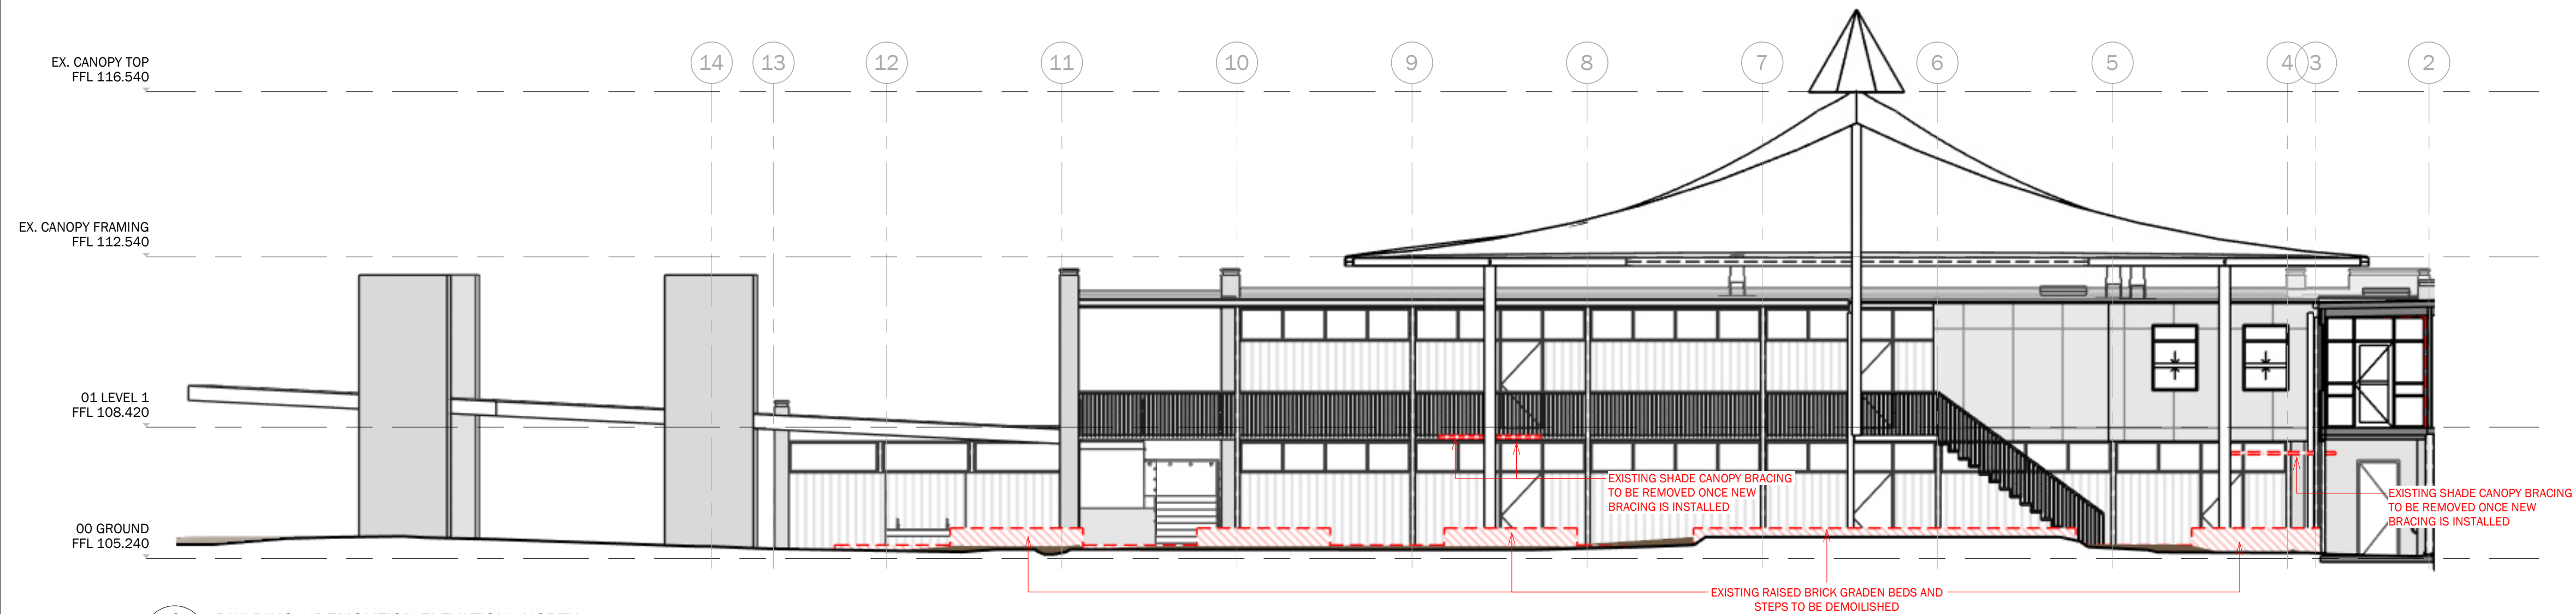 EX. CANOPY TOP
FFL 116.540
14 13 12 11 10 9 8 7 6 5 4 3 2
EX. CANOPY FRAMING
FFL 112.540
01 LEVEL 1
FFL 108.420
00 GROUND
FFL 105.240
EXISTING SHADE CANOPY BRACING
TO BE REMOVED ONCE NEW
BRACING IS INSTALLED
EXISTING SHADE CANOPY BRACING
TO BE REMOVED ONCE NEW
BRACING IS INSTALLED
EXISTING RAISED BRICK GRADEN BEDS AND
STEPS TO BE DEMOILISHED